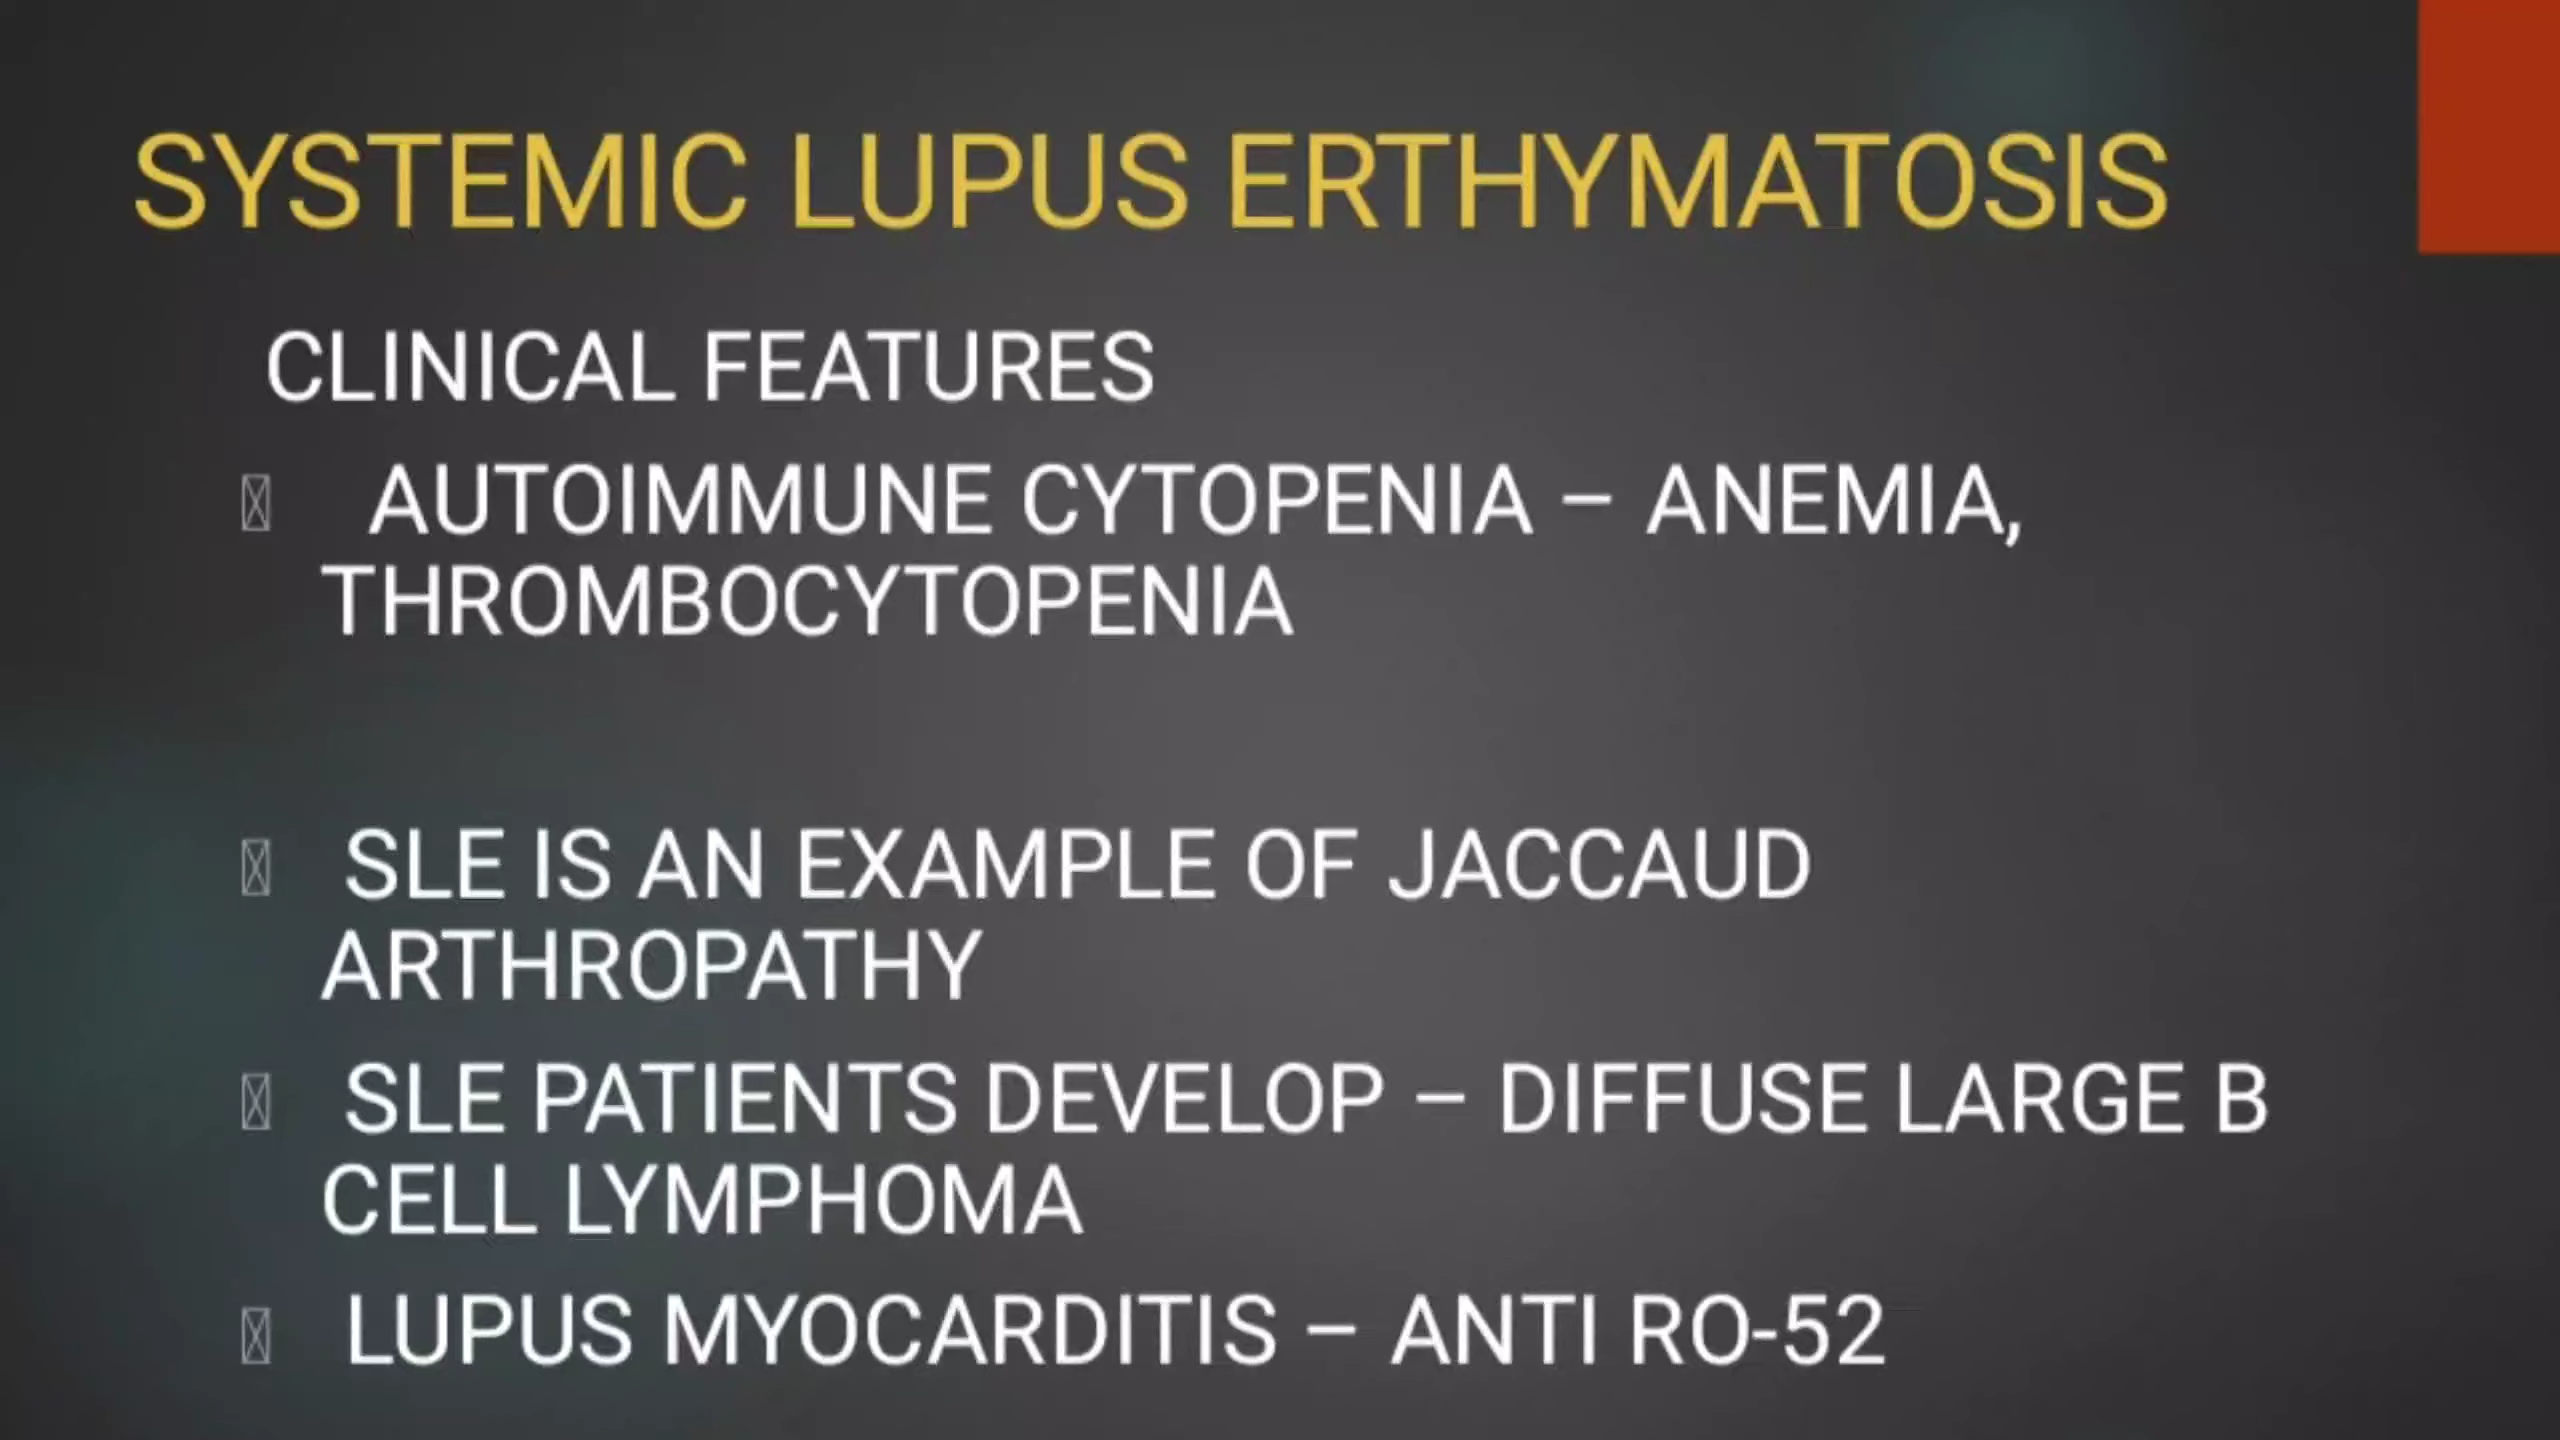 SYSTEMIC LUPUS ERTHYMATOSIS
CLINICAL FEATURES
AUTOIMMUNE CYTOPENIA – ANEMIA,
THROMBOCYTOPENIA
SLE IS AN EXAMPLE OF JACCAUD
ARTHROPATHY
SLE PATIENTS DEVELOP – DIFFUSE LARGE B
CELL LYMPHOMA
LUPUS MYOCARDITIS – ANTI RO-52